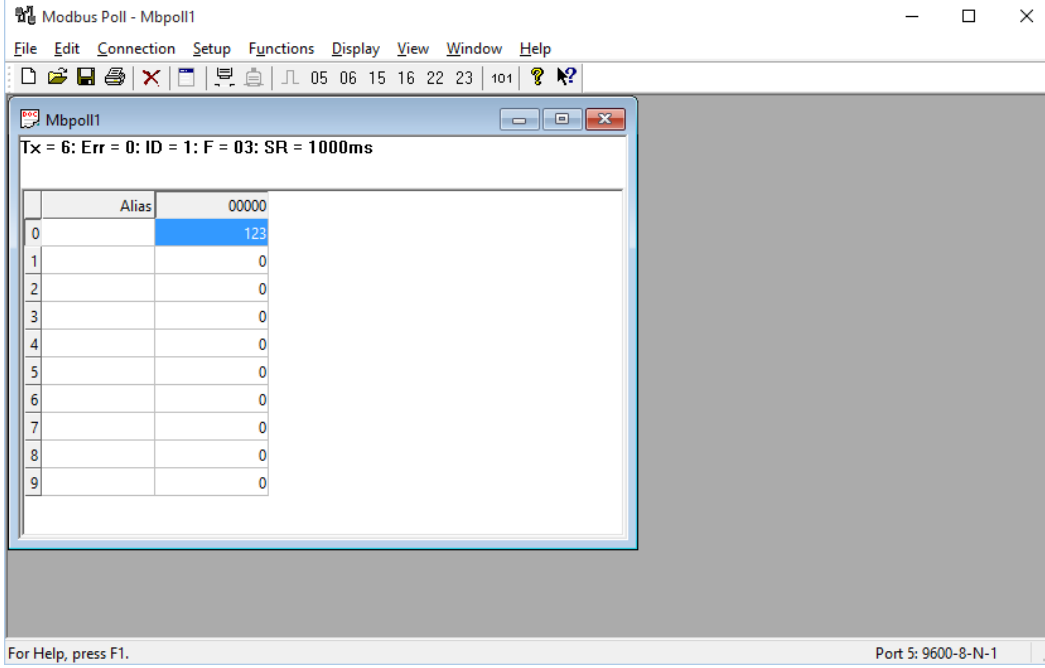 Modbus Poll - Mbpoll1
File Edit Connection Setup Functions Display View Window Help
05 06 15 16 22 23 101
Mbpoll1
Tx = 6: Err = 0: ID = 1: F = 03: SR = 1000ms
Alias 00000
0 123
1 0
2 0
3 0
4 0
5 0
6 0
7 0
8 0
9 0
For Help, press F1. Port 5: 9600-8-N-1